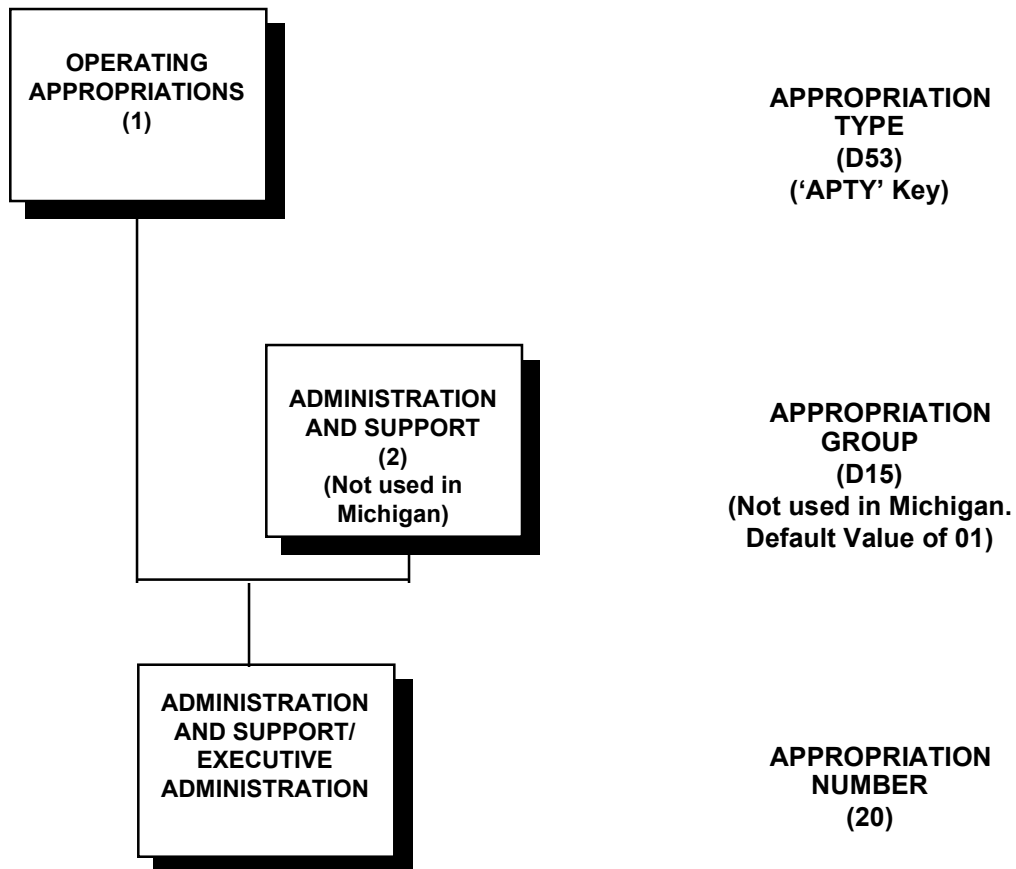 OPERATING
APPROPRIATIONS
(1)
APPROPRIATION
TYPE
(D53)
(‘APTY’ Key)
ADMINISTRATION
AND SUPPORT
(2)
(Not used in
Michigan)
APPROPRIATION
GROUP
(D15)
(Not used in Michigan.
Default Value of 01)
ADMINISTRATION
AND SUPPORT/
EXECUTIVE
ADMINISTRATION
APPROPRIATION
NUMBER
(20)